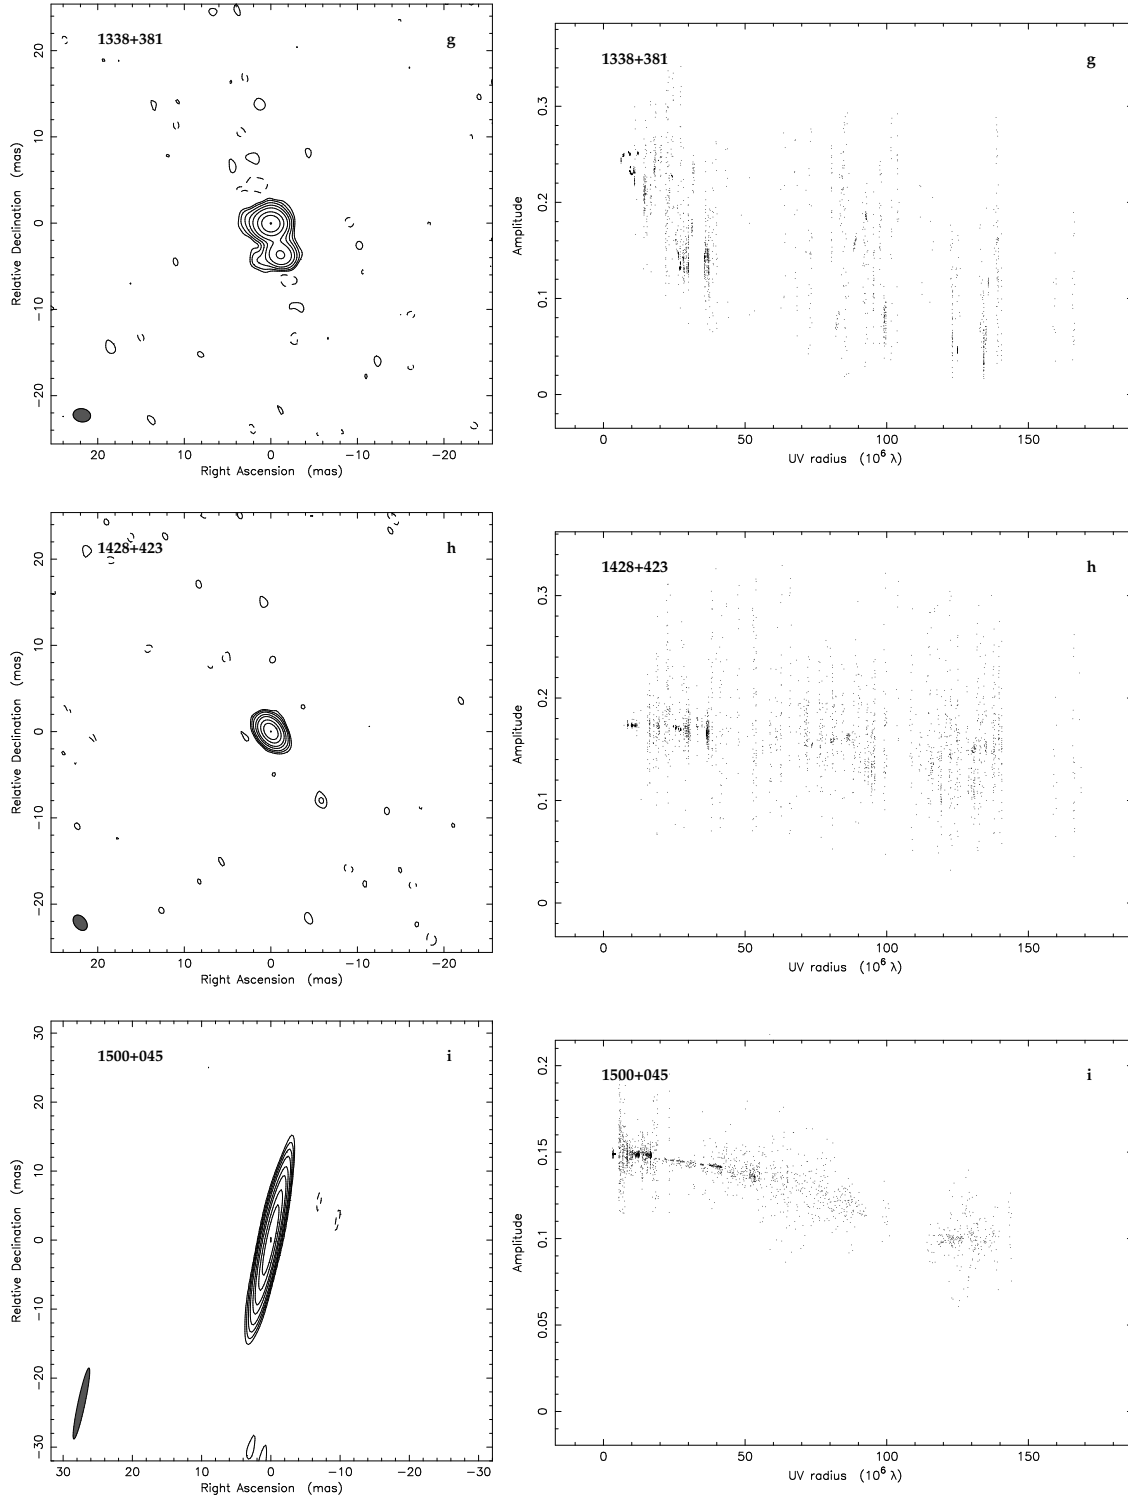 1338+381 g
20
10
0
−10
−20
Relative Declination (mas)
20 10 0 −10 −20
Right Ascension (mas)
1338+381 g
0.3
0.2
0.1
0
Amplitude
0 50 100 150
UV radius (10⁶ λ)
1428+423 h
20
10
0
−10
−20
Relative Declination (mas)
20 10 0 −10 −20
Right Ascension (mas)
1428+423 h
0.3
0.2
0.1
0
Amplitude
0 50 100 150
UV radius (10⁶ λ)
1500+045 i
30
20
10
0
−10
−20
−30
Relative Declination (mas)
30 20 10 0 −10 −20 −30
Right Ascension (mas)
1500+045 i
0.2
0.15
0.1
0.05
0
Amplitude
0 50 100 150
UV radius (10⁶ λ)